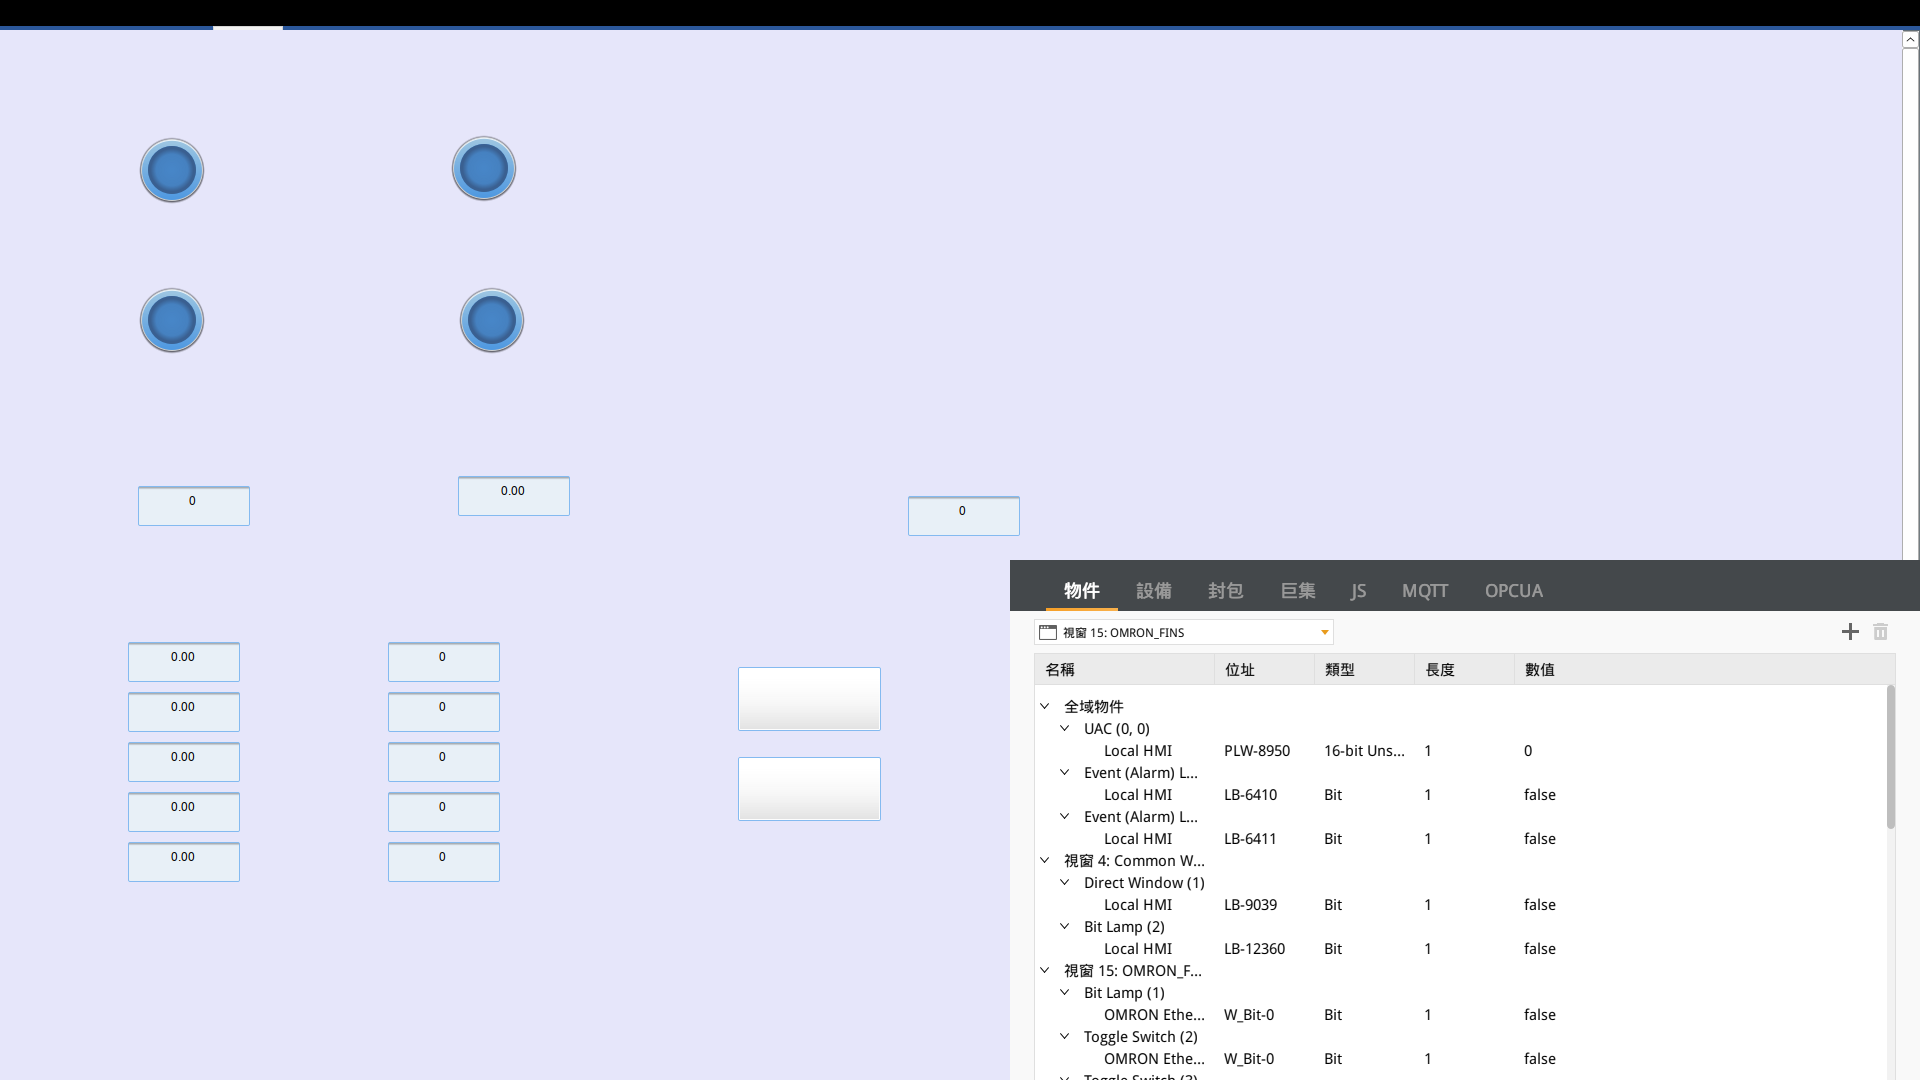 0
0.00
0
0.00
0
0.00
0
0.00
0
0.00
0
0.00
0
物件 設備 封包 巨集 JS MQTT OPCUA
視窗 15: OMRON_FINS
名稱 位址 類型 長度 數值
全域物件
UAC (0, 0)
Local HMI PLW-8950 16-bit Uns... 1 0
Event (Alarm) L...
Local HMI LB-6410 Bit 1 false
Event (Alarm) L...
Local HMI LB-6411 Bit 1 false
視窗 4: Common W...
Direct Window (1)
Local HMI LB-9039 Bit 1 false
Bit Lamp (2)
Local HMI LB-12360 Bit 1 false
視窗 15: OMRON_F...
Bit Lamp (1)
OMRON Ethe... W_Bit-0 Bit 1 false
Toggle Switch (2)
OMRON Ethe... W_Bit-0 Bit 1 false
Toggle Switch (3)